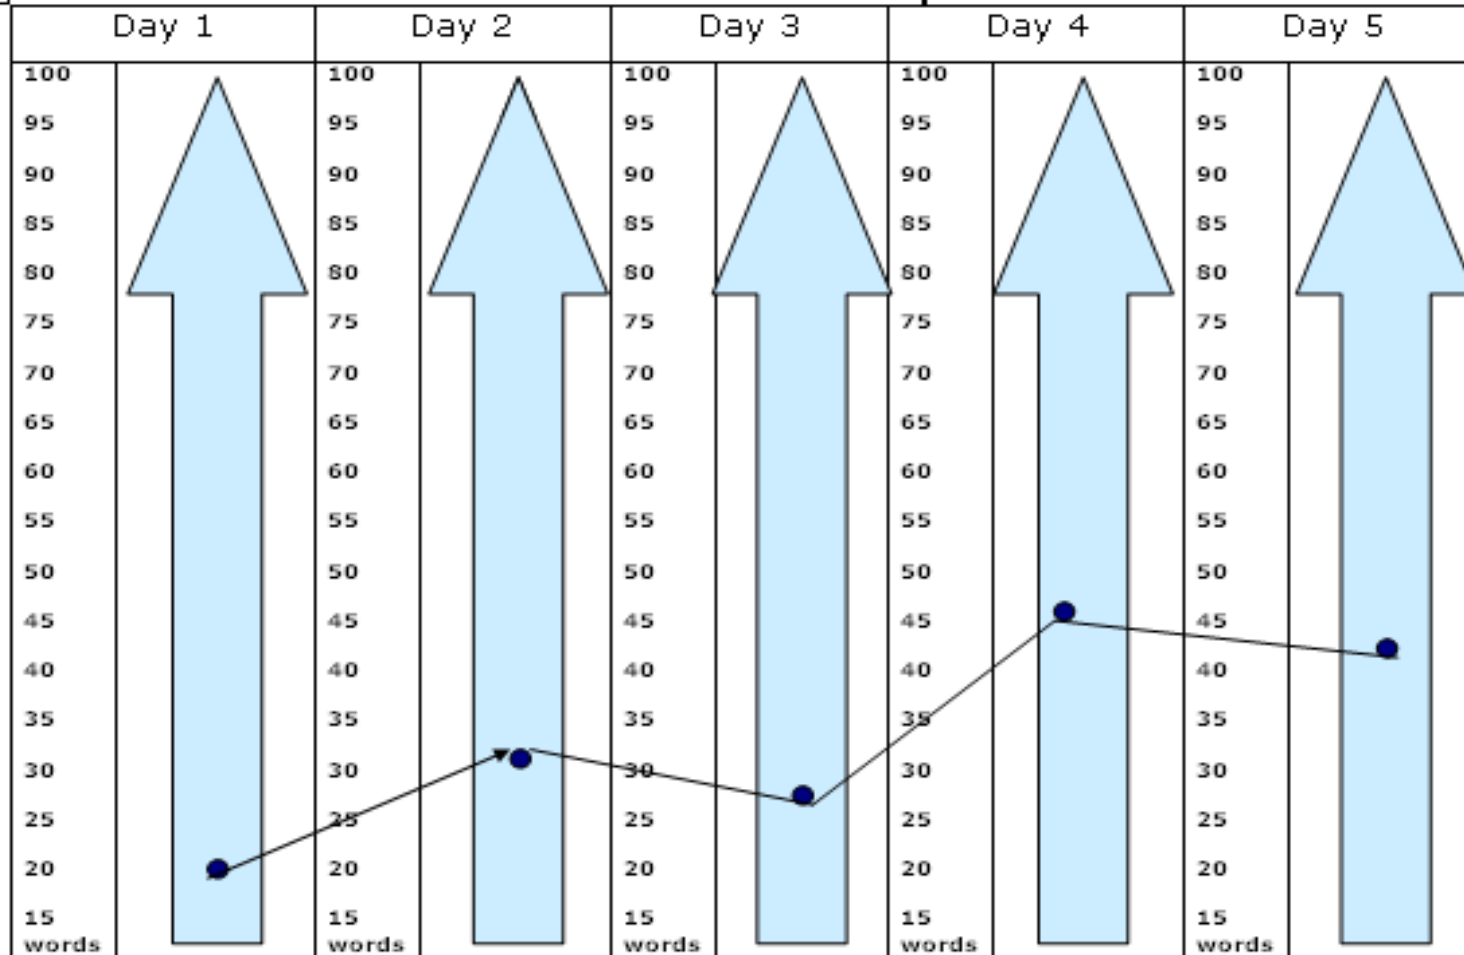 Day 1 Day 2 Day 3 Day 4 Day 5
100 100 100 100 100
95 95 95 95 95
90 90 90 90 90
85 85 85 85 85
80 80 80 80 80
75 75 75 75 75
70 70 70 70 70
65 65 65 65 65
60 60 60 60 60
55 55 55 55 55
50 50 50 50 50
45 45 45 45 45
40 40 40 40 40
35 35 35 35 35
30 30 30 30 30
25 25 25 25 25
20 20 20 20 20
15 15 15 15 15
words words words words words